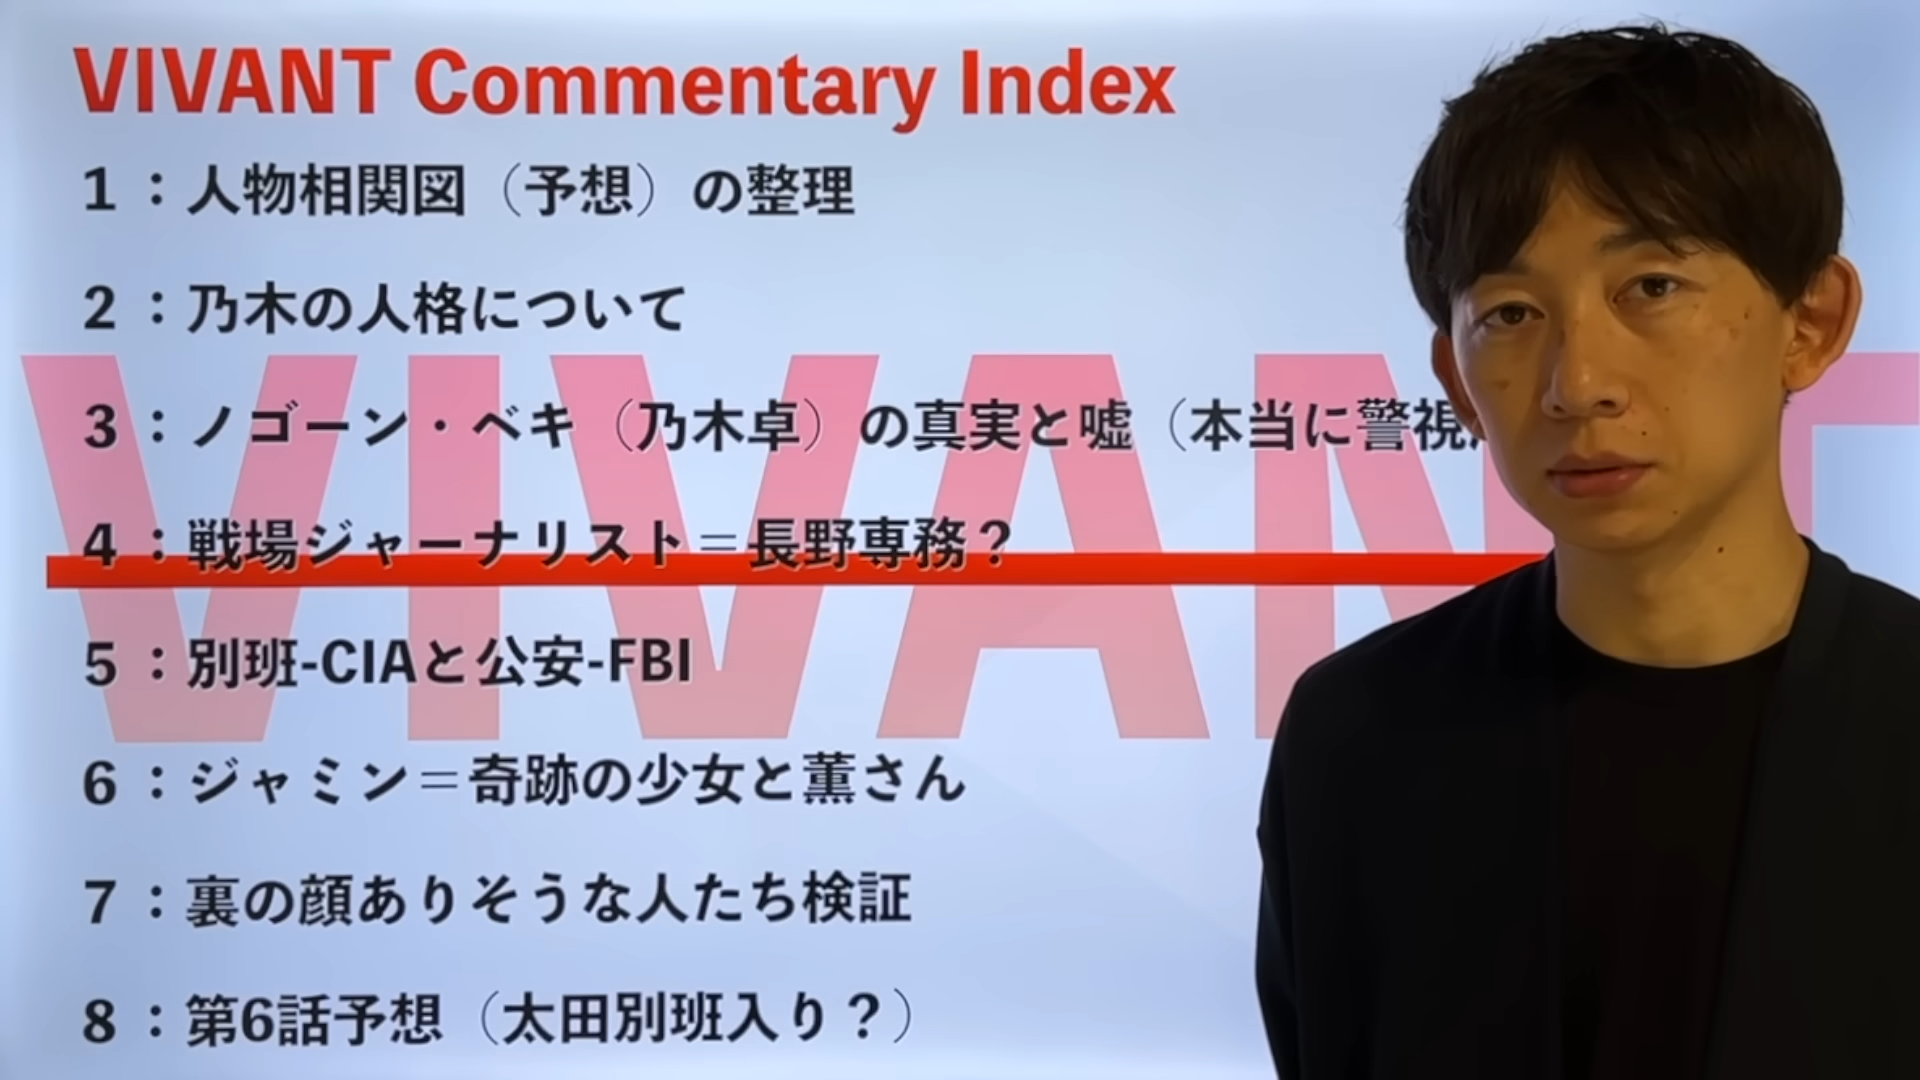 VIVANT Commentary Index
1：人物相関図（予想）の整理
2：乃木の人格について
3：ノゴーン・ベキ（乃木卓）の真実と嘘（本当に警視
4：戦場ジャーナリスト＝長野専務？
5：別班-CIAと公安-FBI
6：ジャミン＝奇跡の少女と薫さん
7：裏の顔ありそうな人たち検証
8：第6話予想（太田別班入り？）
VIVANT